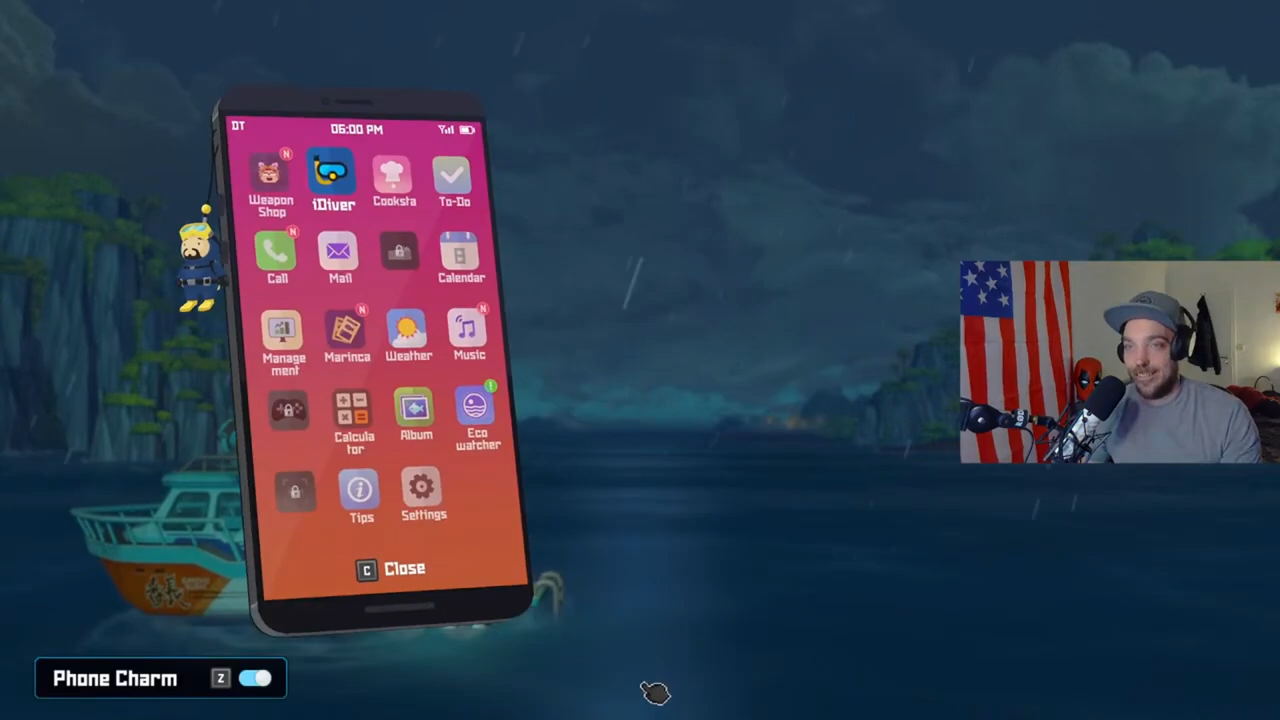 DT
06:00 PM
N
Weapon
Shop
iDiver
Cooksta
To-Do
N
Call
Mail
Calendar
Manage
ment
N
Marinca
Weather
N
Music
Calcula
tor
Album
!
Eco
watcher
Tips
Settings
C Close
Phone Charm Z